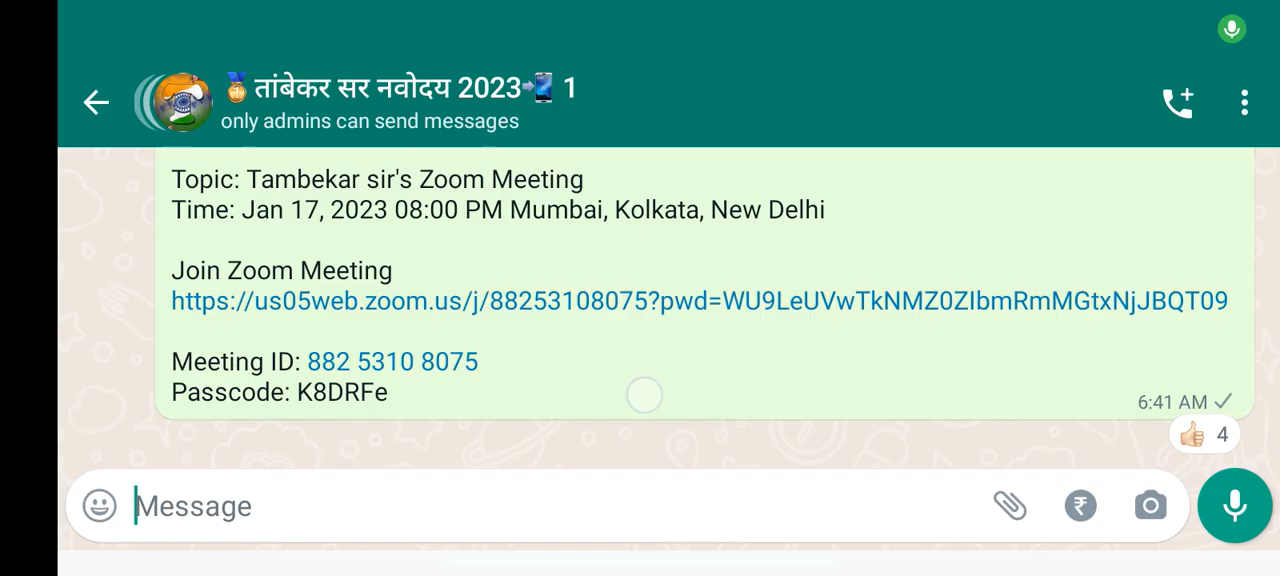 🏅 तांबेकर सर नवोदय 2023📲 1
only admins can send messages
Topic: Tambekar sir's Zoom Meeting
Time: Jan 17, 2023 08:00 PM Mumbai, Kolkata, New Delhi
Join Zoom Meeting
https://us05web.zoom.us/j/88253108075?pwd=WU9LeUVwTkNMZ0ZIbmRmMGtxNjJBQT09
Meeting ID: 882 5310 8075
Passcode: K8DRFe
6:41 AM
👍🏻 4
Message